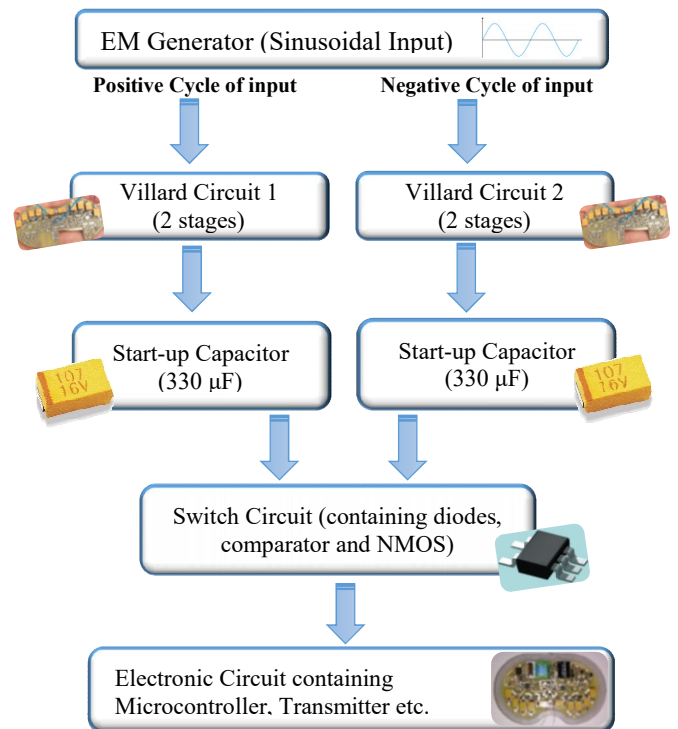 EM Generator (Sinusoidal Input)
Positive Cycle of input
Negative Cycle of input
Villard Circuit 1
(2 stages)
Villard Circuit 2
(2 stages)
Start-up Capacitor
(330 µF)
107
16V
Start-up Capacitor
(330 µF)
107
16V
Switch Circuit (containing diodes,
comparator and NMOS)
Electronic Circuit containing
Microcontroller, Transmitter etc.